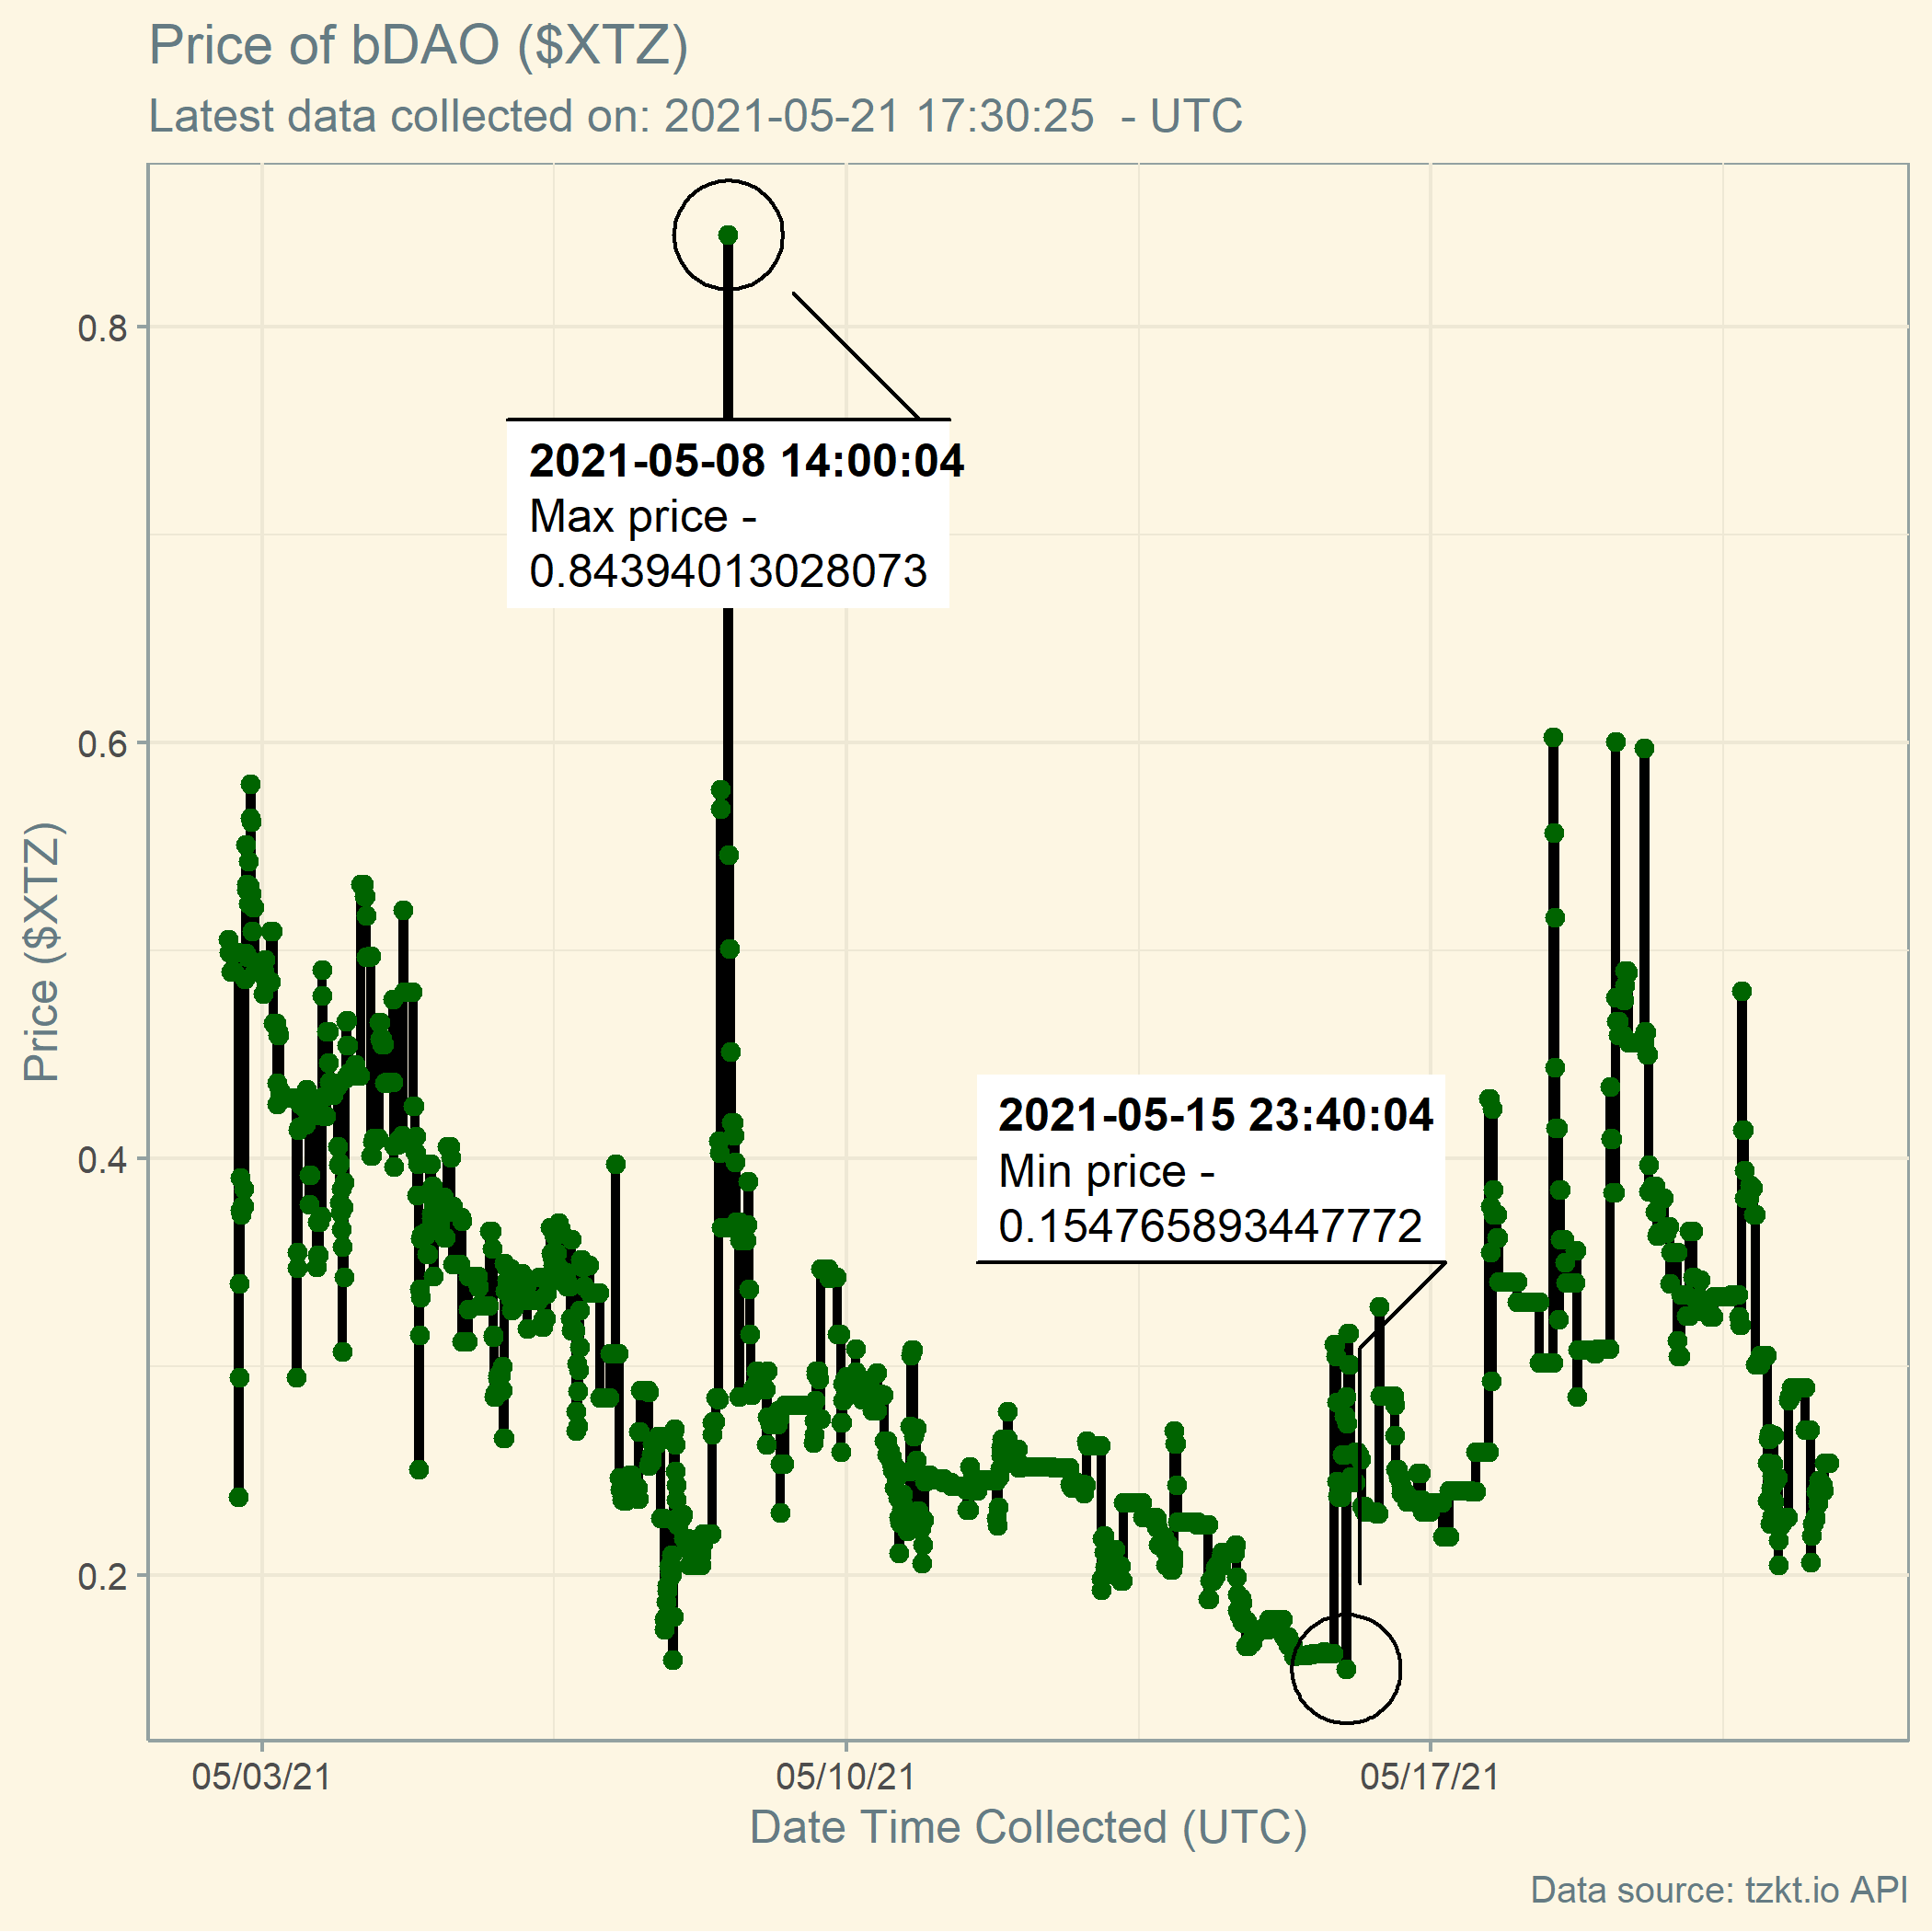 Price of bDAO ($XTZ)
Latest data collected on: 2021-05-21 17:30:25  - UTC
0.8
2021-05-08 14:00:04
Max price -
0.84394013028073
0.6
Price ($XTZ)
2021-05-15 23:40:04
Min price -
0.154765893447772
0.4
0.2
05/03/21
05/10/21
05/17/21
Date Time Collected (UTC)
Data source: tzkt.io API